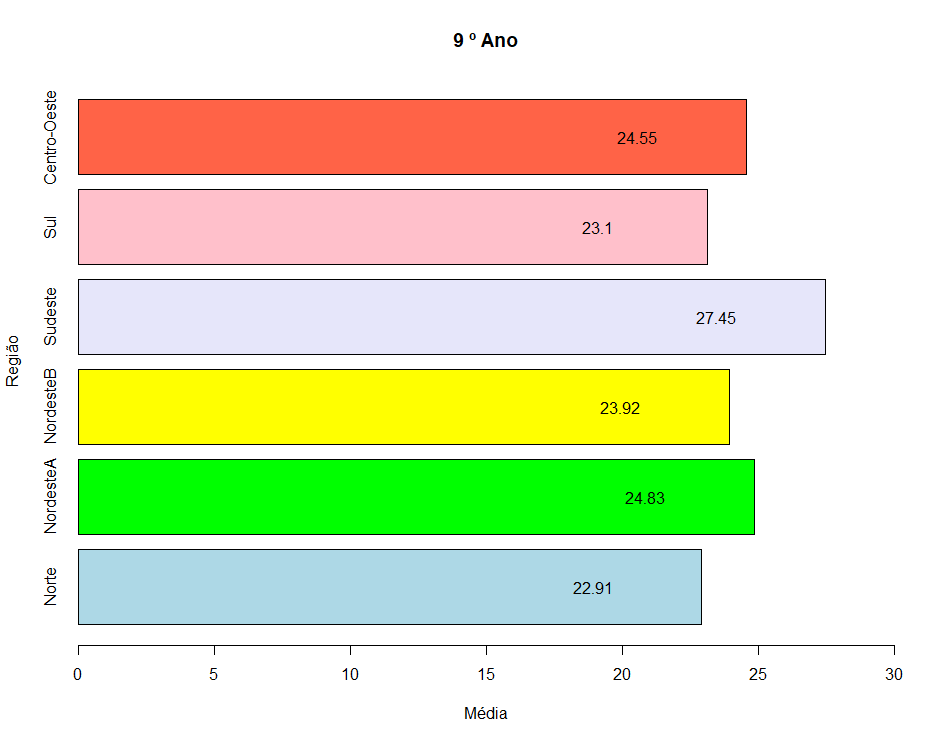 9 º Ano
Centro-Oeste
24.55
Sul
23.1
Sudeste
27.45
Região
NordesteB
23.92
NordesteA
24.83
Norte
22.91
0 5 10 15 20 25 30
Média